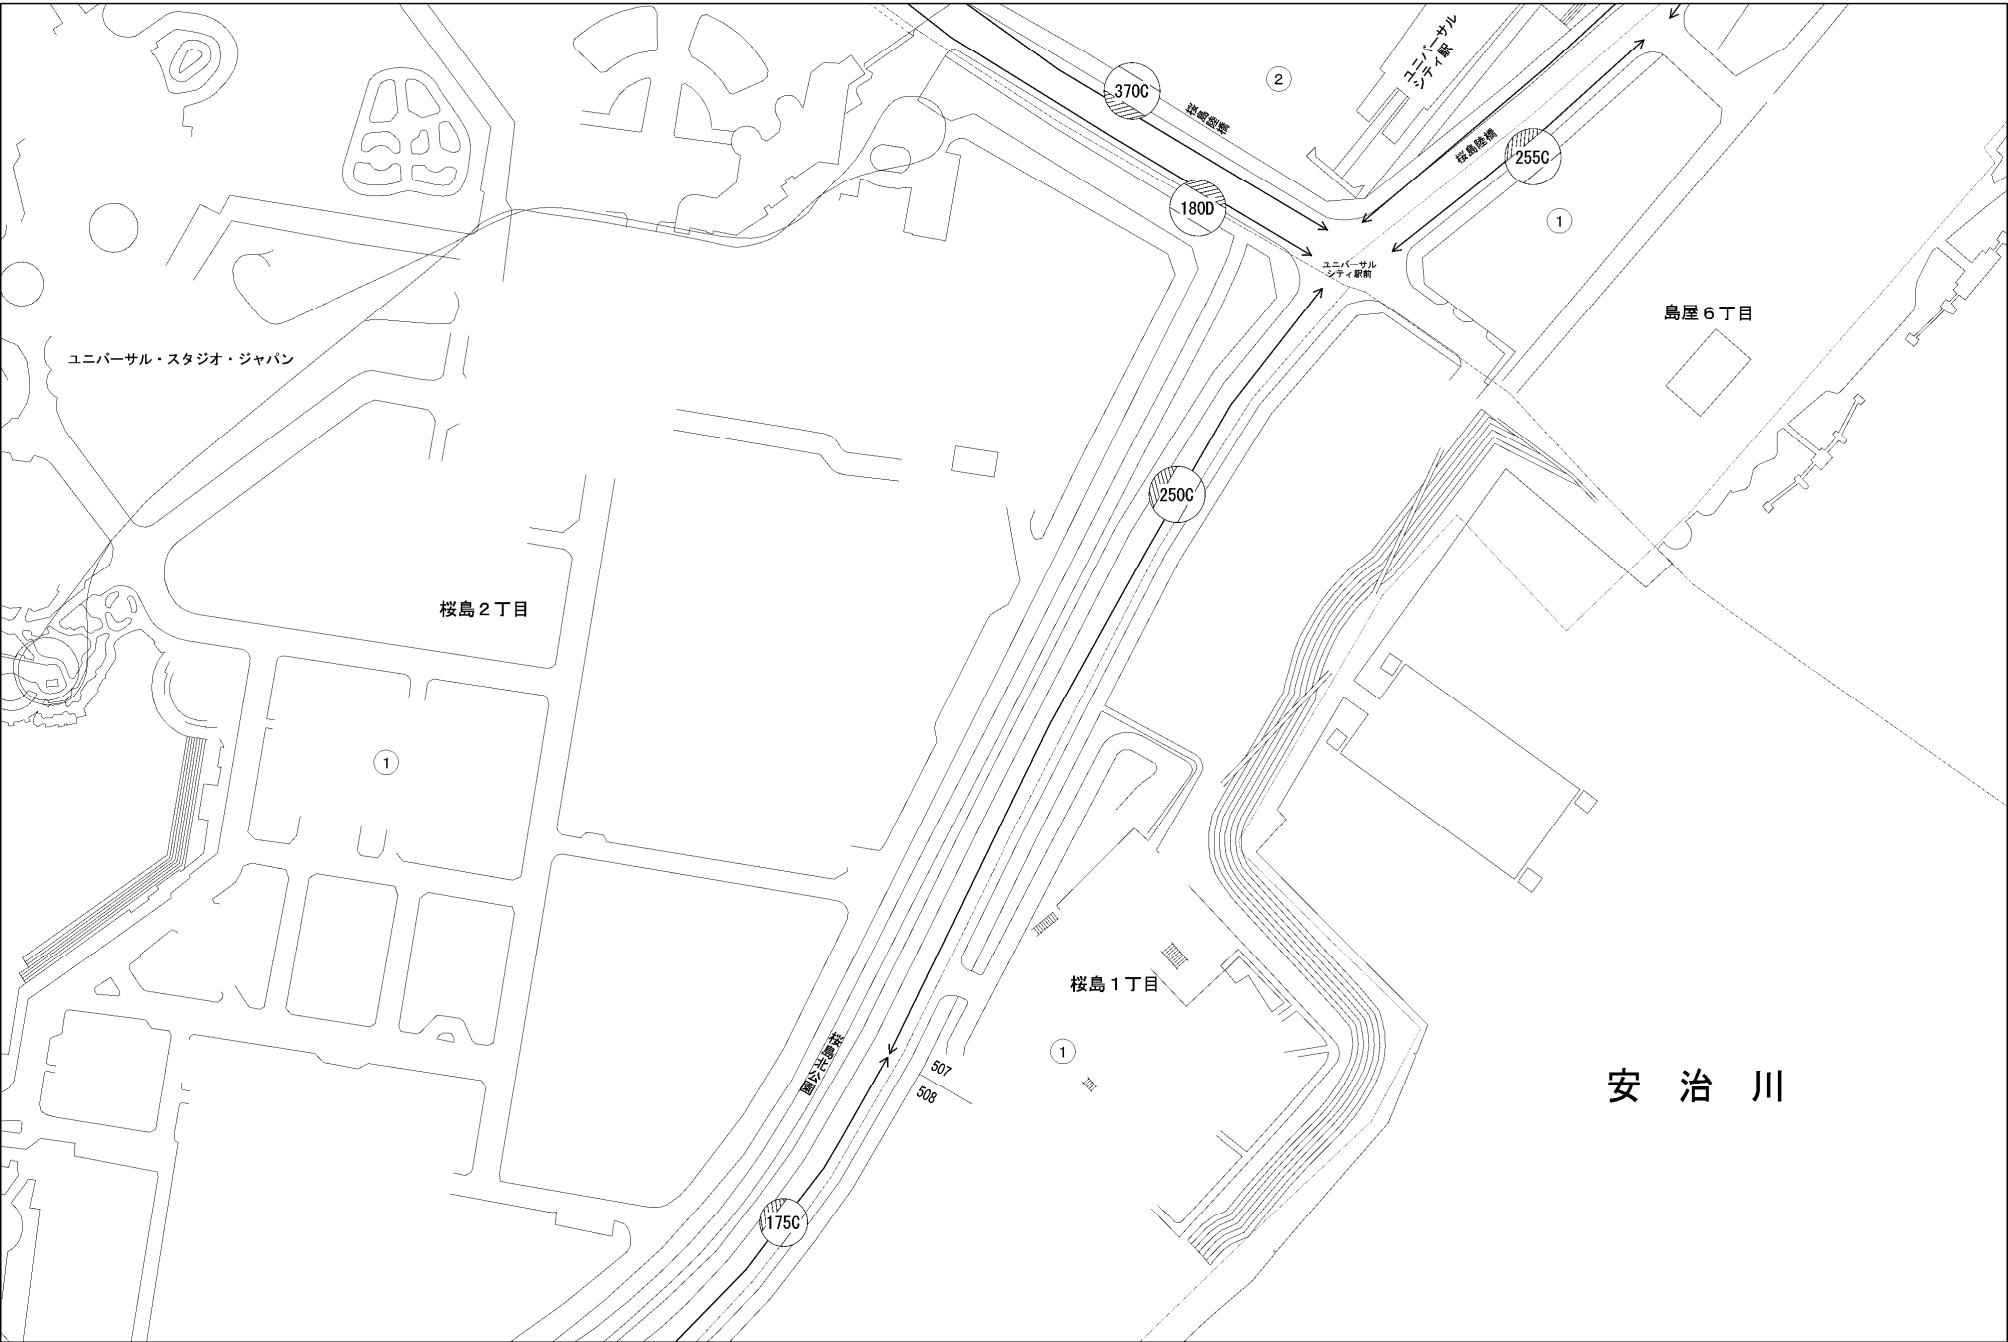 ユニバーサル
シティ駅
370C
②
桜島陸橋
桜島陸橋
255C
180D
①
ユニバーサル
シティ駅前
島屋6丁目
ユニバーサル・スタジオ・ジャパン
250C
桜島2丁目
①
桜島1丁目
桜島北公園
①
507
508
安治川
175C